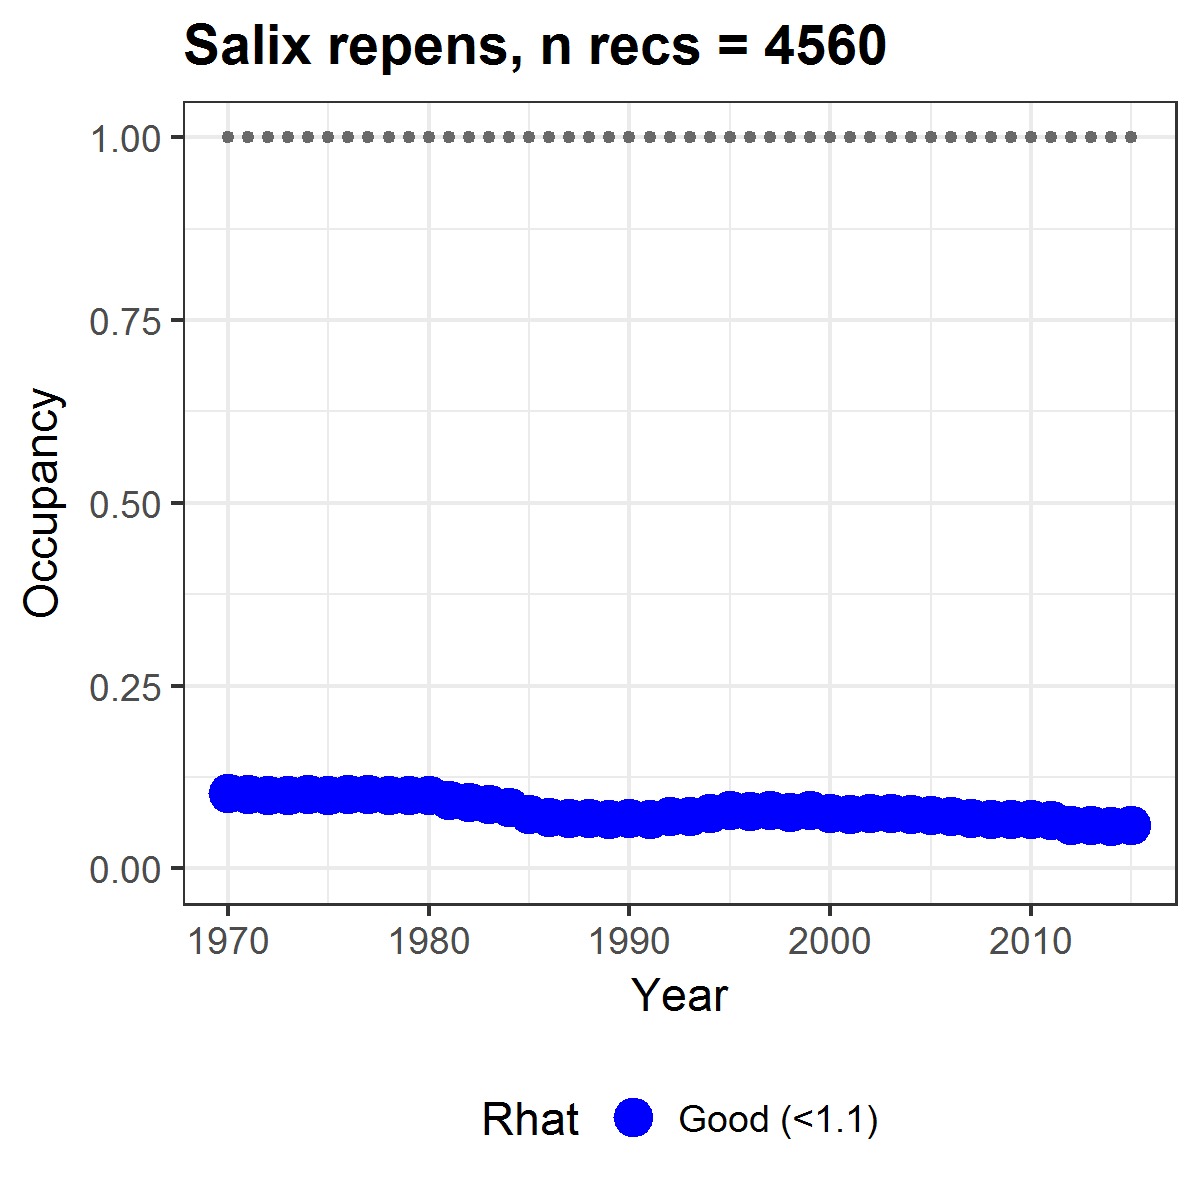 Salix repens, n recs = 4560
1.00
0.75
0.50
0.25
0.00
Occupancy
1970 1980 1990 2000 2010
Year
Rhat Good (<1.1)